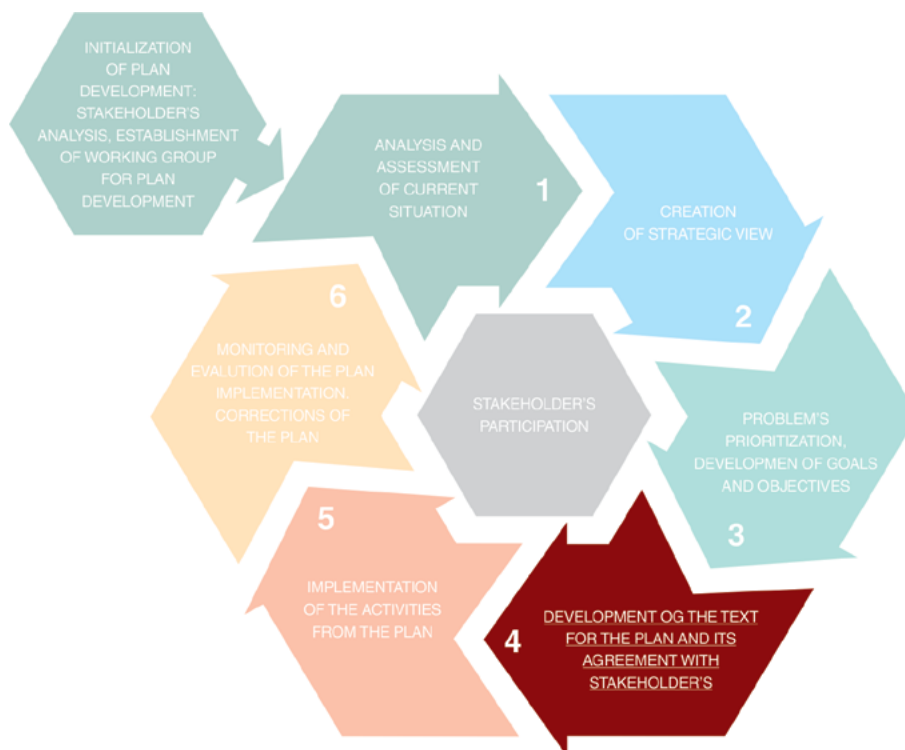 INITIALIZATION
OF PLAN
DEVELOPMENT:
STAKEHOLDER'S
ANALYSIS, ESTABLISHMENT
OF WORKING GROUP
FOR PLAN
DEVELOPMENT
ANALYSIS AND
ASSESSMENT
OF CURRENT
SITUATION
1
CREATION
OF STRATEGIC VIEW
2
PROBLEM'S
PRIORITIZATION,
DEVELOPMEN OF GOALS
AND OBJECTIVES
3
DEVELOPMENT OG THE TEXT
FOR THE PLAN AND ITS
AGREEMENT WITH
STAKEHOLDER'S
4
IMPLEMENTATION
OF THE ACTIVITIES
FROM THE PLAN
5
MONITORING AND
EVALUTION OF THE PLAN
IMPLEMENTATION.
CORRECTIONS OF
THE PLAN
6
STAKEHOLDER'S
PARTICIPATION